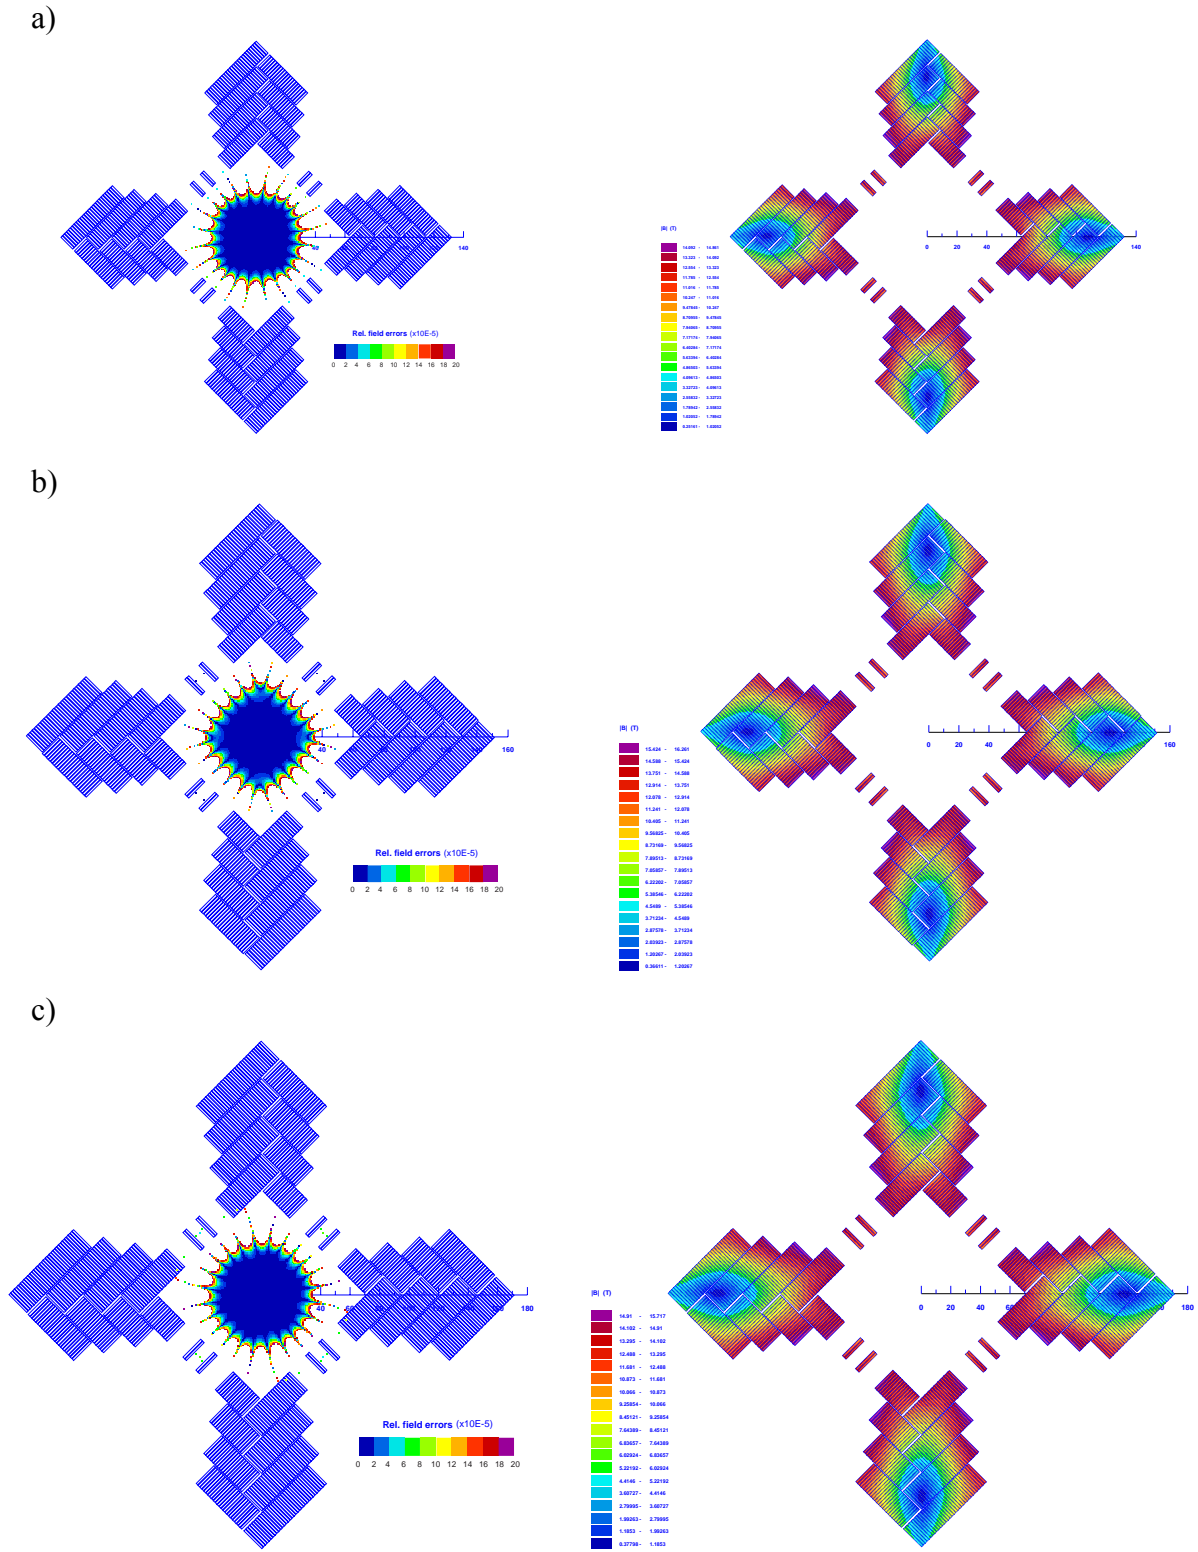 a)
40
140
Rel. field errors (x10E-5)
0 2 4 6 8 10 12 14 16 18 20
|B| (T)
0 20 40 60
140
b)
40
160
Rel. field errors (x10E-5)
0 2 4 6 8 10 12 14 16 18 20
|B| (T)
15.424 - 16.261
14.588 - 15.424
13.751 - 14.588
12.914 - 13.751
12.078 - 12.914
11.241 - 12.078
10.405 - 11.241
9.56825 - 10.405
8.73169 - 9.56825
7.89513 - 8.73169
7.05857 - 7.89513
6.22202 - 7.05857
5.38546 - 6.22202
4.5489 - 5.38546
3.71234 - 4.5489
2.87578 - 3.71234
2.03923 - 2.87578
1.20267 - 2.03923
0.36611 - 1.20267
0 20 40
160
c)
40
180
Rel. field errors (x10E-5)
0 2 4 6 8 10 12 14 16 18 20
|B| (T)
14.91 - 15.717
14.102 - 14.91
13.295 - 14.102
12.488 - 13.295
11.681 - 12.488
10.873 - 11.681
10.066 - 10.873
9.25854 - 10.066
8.45121 - 9.25854
7.64389 - 8.45121
6.83657 - 7.64389
6.02924 - 6.83657
5.22192 - 6.02924
4.4146 - 5.22192
3.60727 - 4.4146
2.79995 - 3.60727
1.99263 - 2.79995
1.1853 - 1.99263
0.37798 - 1.1853
0 20 40
180